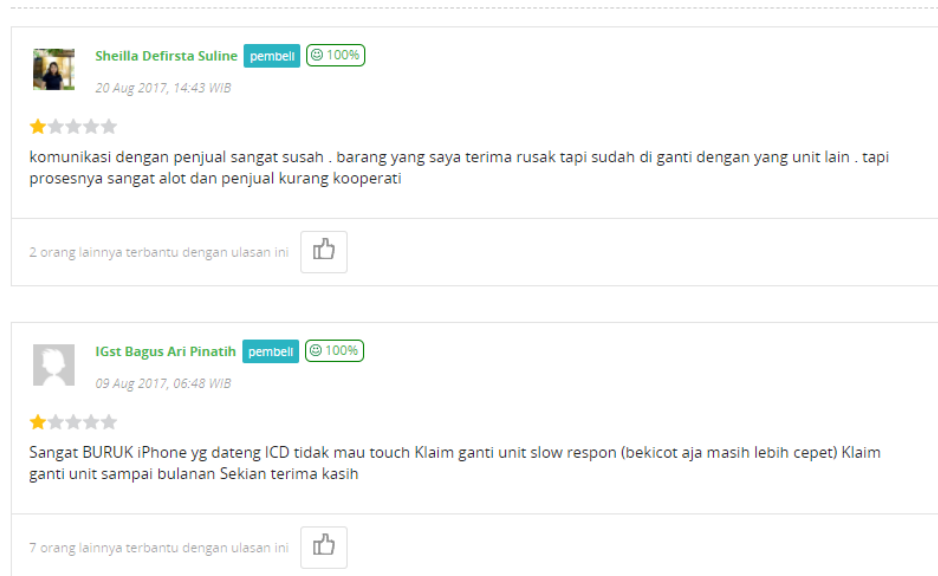 Sheilla Defirsta Suline pembeli 100%
20 Aug 2017, 14:43 WIB
komunikasi dengan penjual sangat susah . barang yang saya terima rusak tapi sudah di ganti dengan yang unit lain . tapi
prosesnya sangat alot dan penjual kurang kooperati
2 orang lainnya terbantu dengan ulasan ini
IGst Bagus Ari Pinatih pembeli 100%
09 Aug 2017, 06:48 WIB
Sangat BURUK iPhone yg dateng lCD tidak mau touch Klaim ganti unit slow respon (bekicot aja masih lebih cepet) Klaim
ganti unit sampai bulanan Sekian terima kasih
7 orang lainnya terbantu dengan ulasan ini